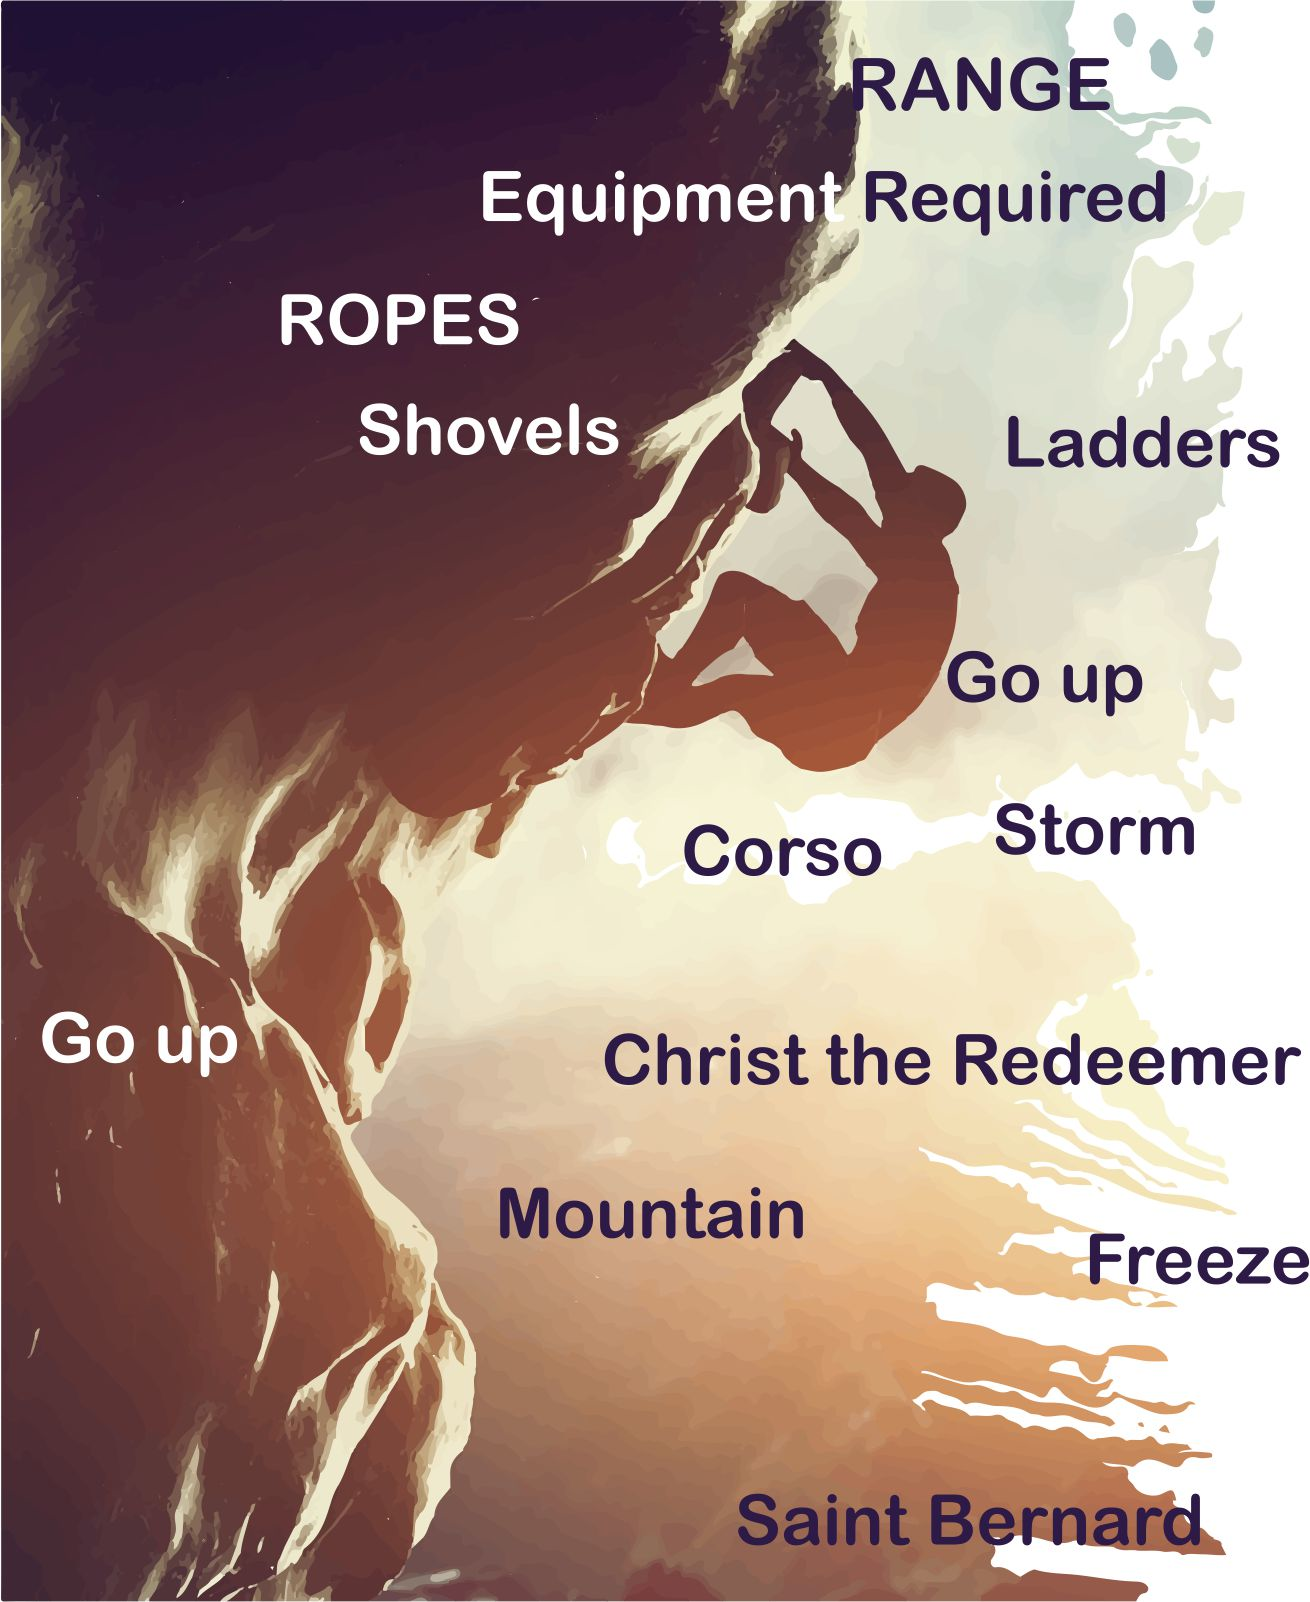 RANGE
Equipment Required
ROPES
Shovels
Ladders
Go up
Storm
Corso
Go up
Christ the Redeemer
Mountain
Freeze
Saint Bernard